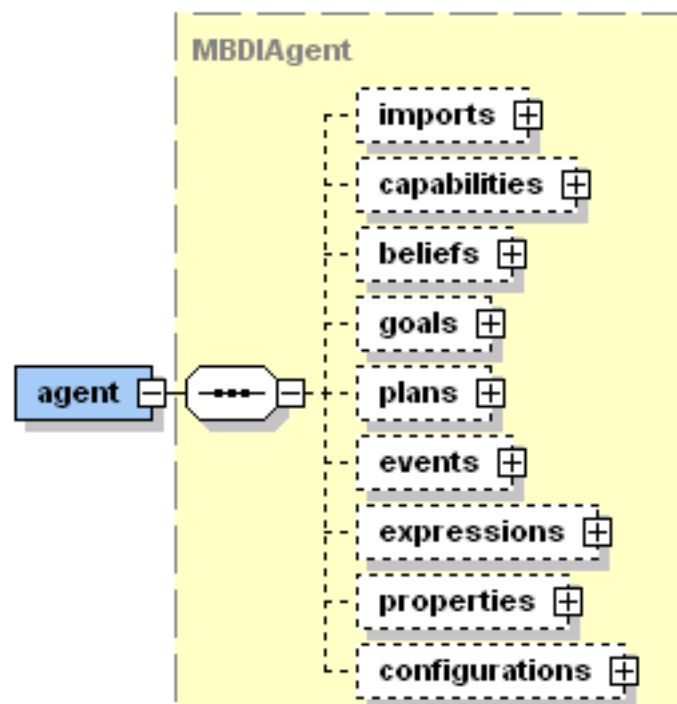 MBDIAgent
imports
capabilities
beliefs
goals
agent
plans
events
expressions
properties
configurations